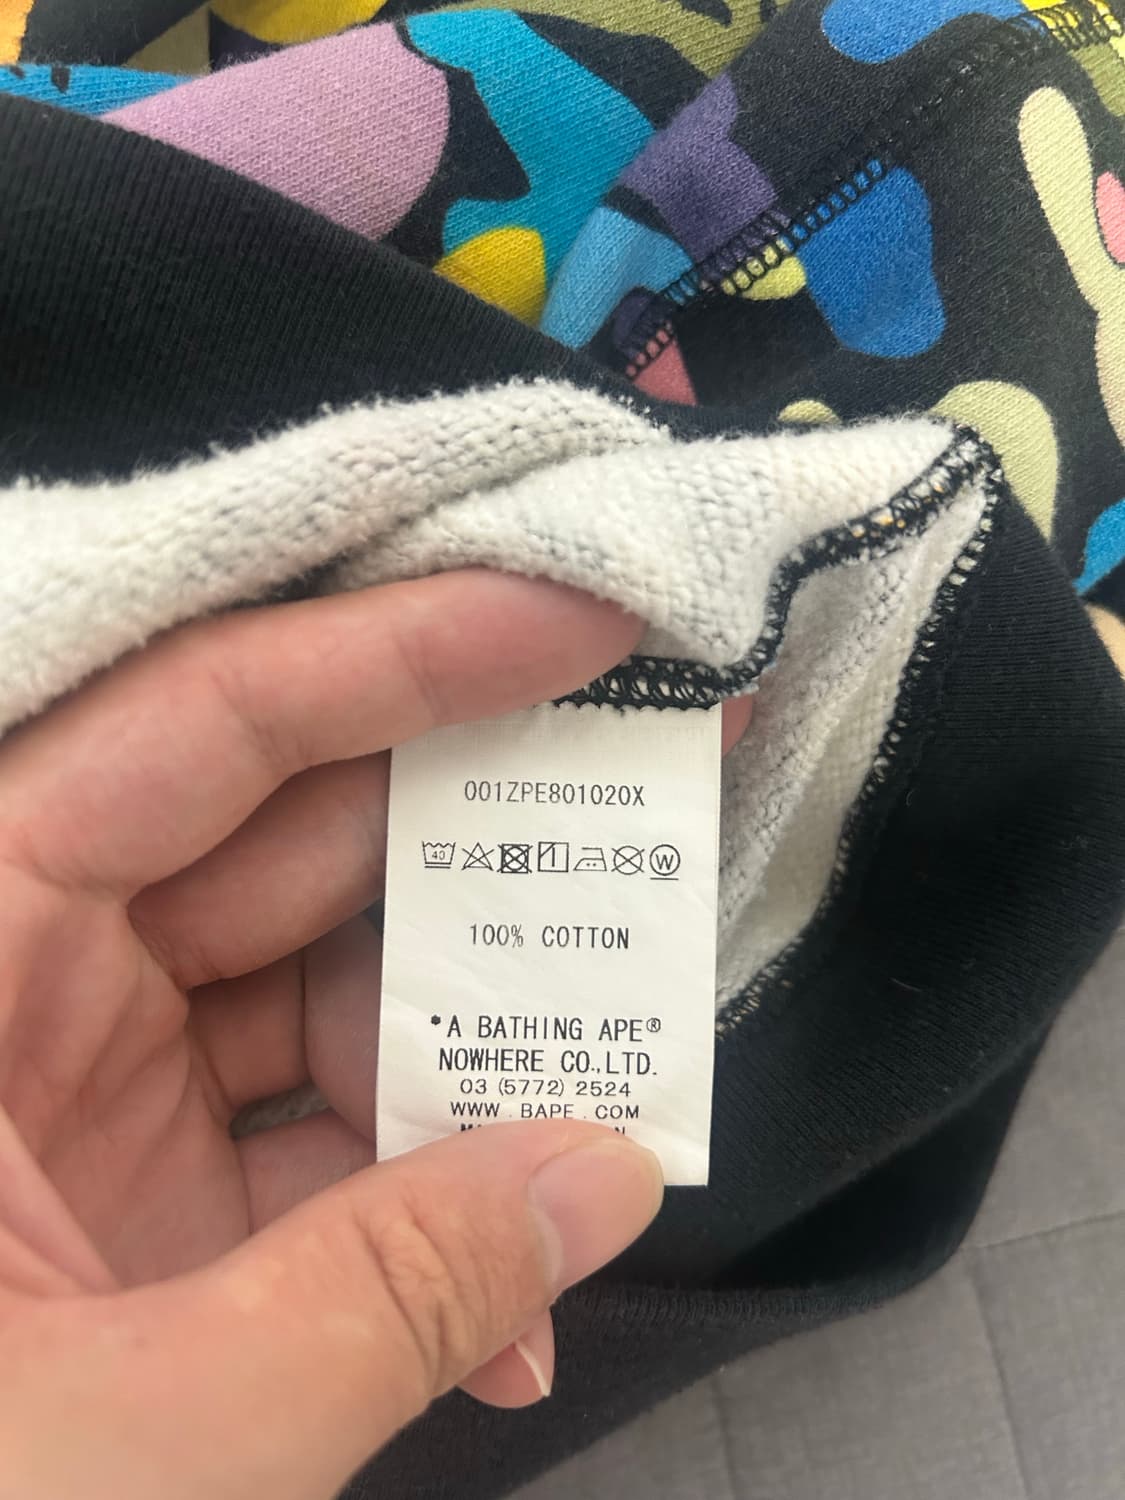 001ZPE801020X
40
W
100% COTTON
*A BATHING APE®
NOWHERE CO.,LTD.
03 (5772) 2524
WWW . BAPE . COM